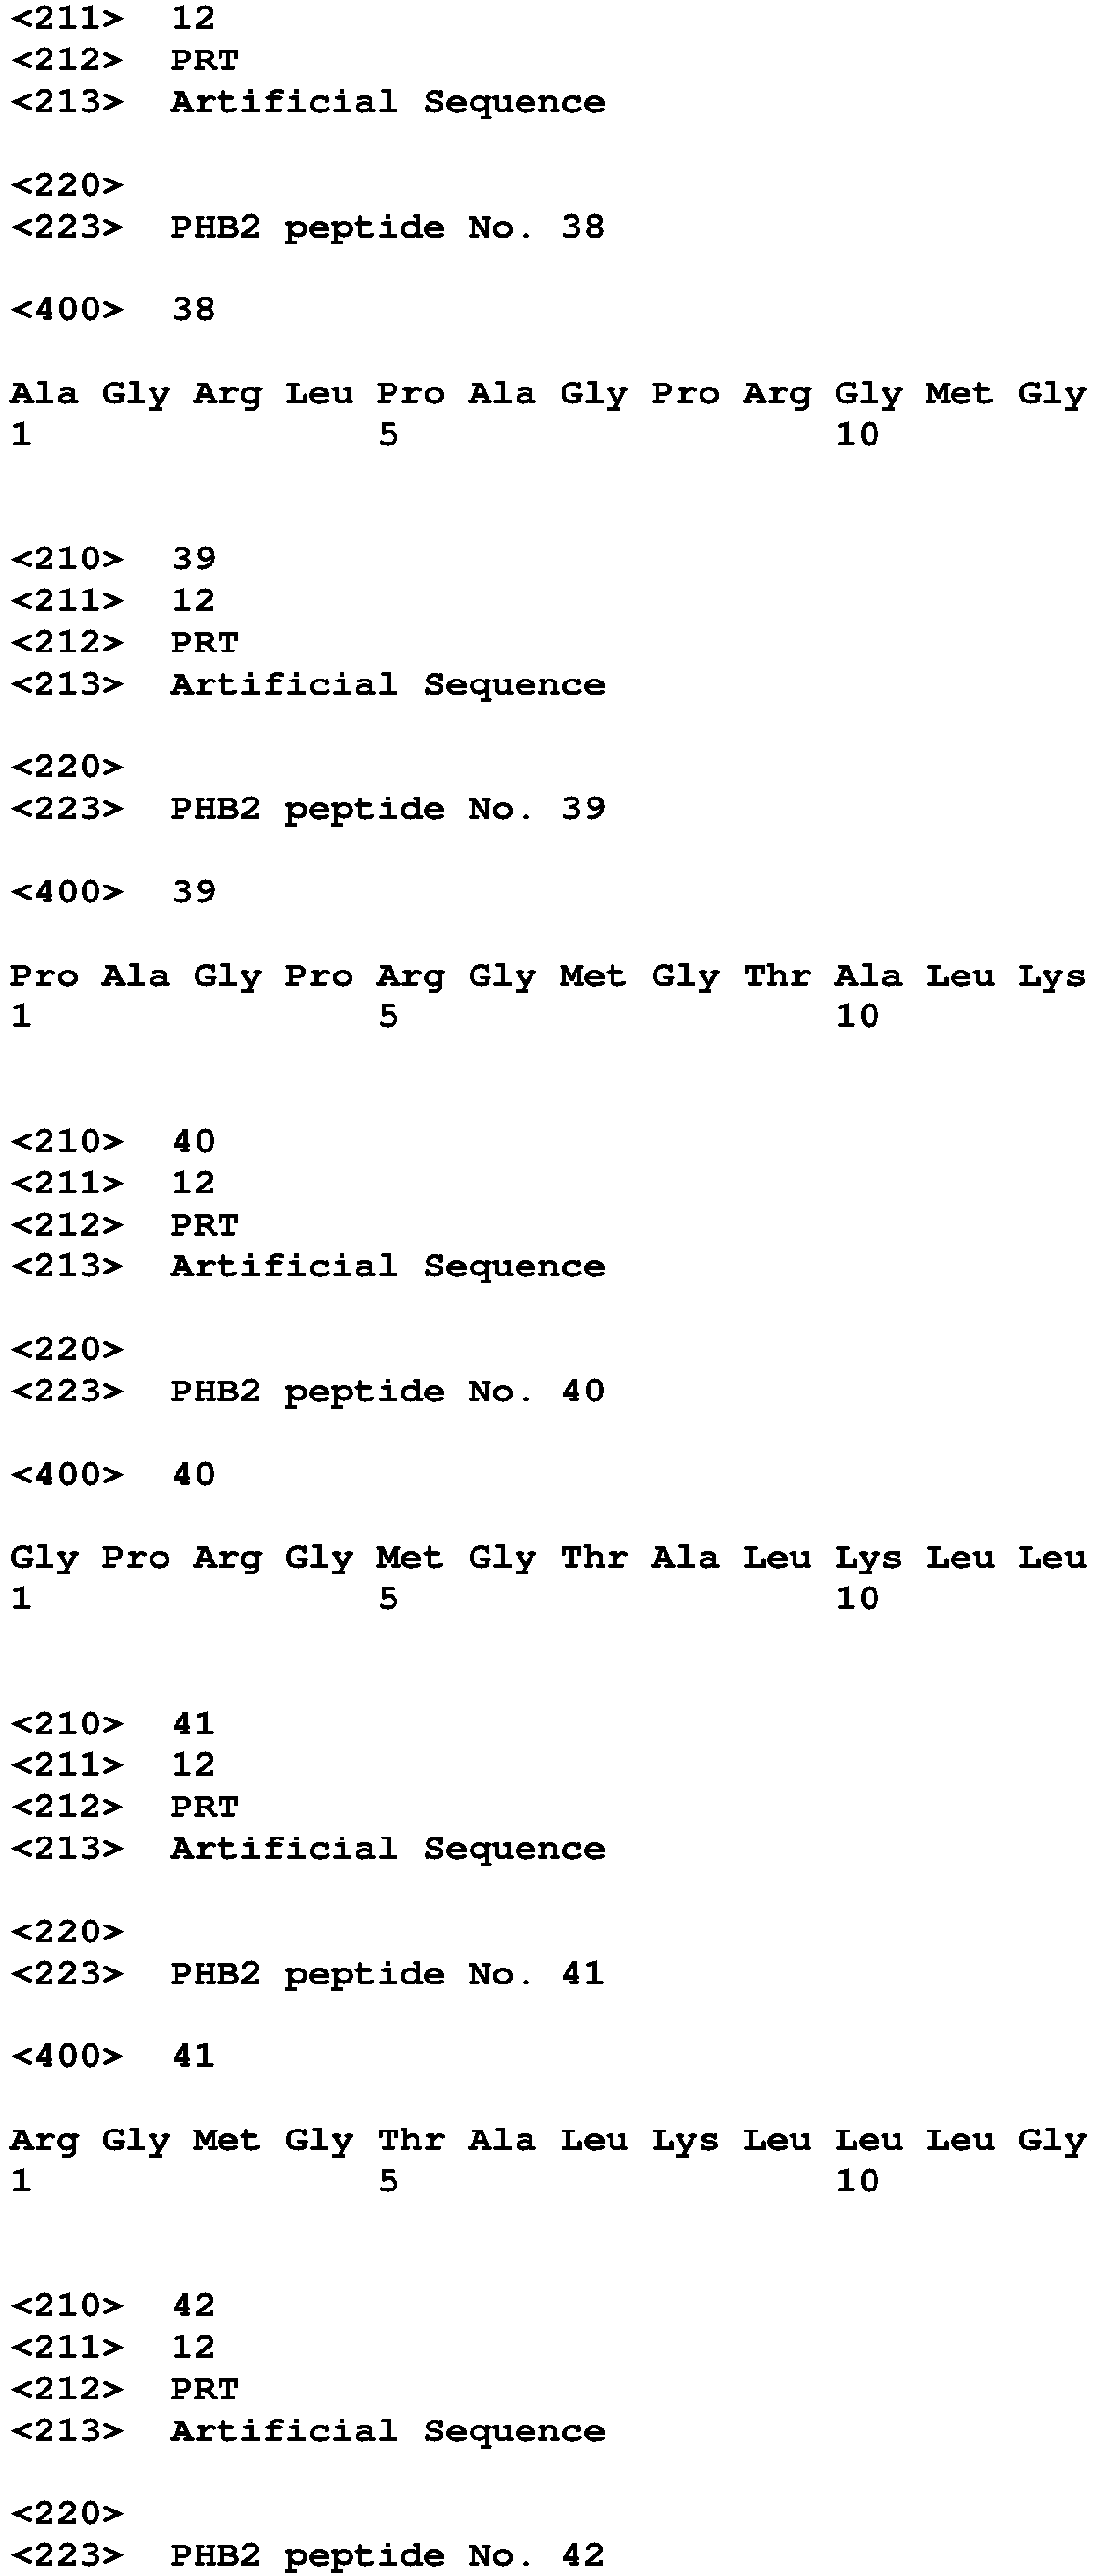 <211> 12
<212> PRT
<213> Artificial Sequence
<220>
<223> PHB2 peptide No. 38
<400> 38
Ala Gly Arg Leu Pro Ala Gly Pro Arg Gly Met Gly
1 5 10
<210> 39
<211> 12
<212> PRT
<213> Artificial Sequence
<220>
<223> PHB2 peptide No. 39
<400> 39
Pro Ala Gly Pro Arg Gly Met Gly Thr Ala Leu Lys
1 5 10
<210> 40
<211> 12
<212> PRT
<213> Artificial Sequence
<220>
<223> PHB2 peptide No. 40
<400> 40
Gly Pro Arg Gly Met Gly Thr Ala Leu Lys Leu Leu
1 5 10
<210> 41
<211> 12
<212> PRT
<213> Artificial Sequence
<220>
<223> PHB2 peptide No. 41
<400> 41
Arg Gly Met Gly Thr Ala Leu Lys Leu Leu Leu Gly
1 5 10
<210> 42
<211> 12
<212> PRT
<213> Artificial Sequence
<220>
<223> PHB2 peptide No. 42